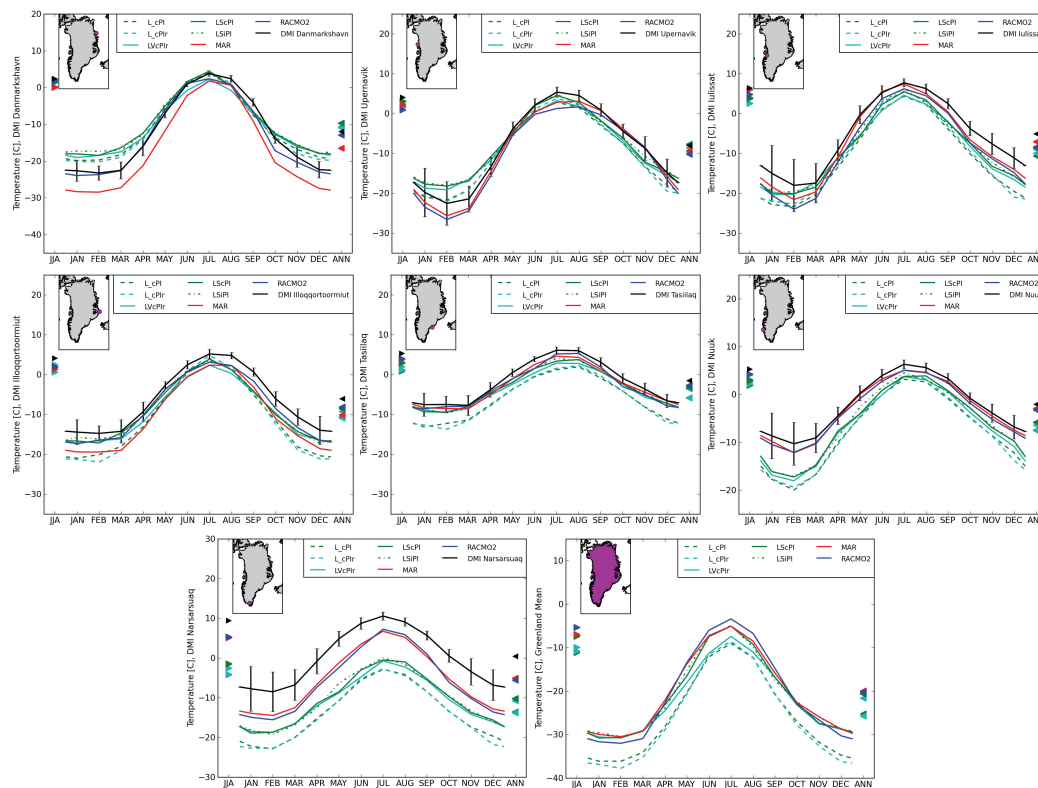 L_cPI LScPI RACMO2
L_cPIr LSiPI DMI Danmarkshavn
LVcPIr MAR
Temperature [C], DMI Danmarkshavn
20
10
0
−10
−20
−30
−40
JJA JAN FEB MAR APR MAY JUN JUL AUG SEP OCT NOV DEC ANN
L_cPI LScPI RACMO2
L_cPIr LSiPI DMI Upernavik
LVcPIr MAR
Temperature [C], DMI Upernavik
20
10
0
−10
−20
−30
JJA JAN FEB MAR APR MAY JUN JUL AUG SEP OCT NOV DEC ANN
L_cPI LScPI RACMO2
L_cPIr LSiPI DMI Iulissat
LVcPIr MAR
Temperature [C], DMI Iulissat
20
10
0
−10
−20
−30
JJA JAN FEB MAR APR MAY JUN JUL AUG SEP OCT NOV DEC ANN
L_cPI LScPI RACMO2
L_cPIr LSiPI DMI Illoqqortoormiut
LVcPIr MAR
Temperature [C], DMI Illoqqortoormiut
20
10
0
−10
−20
−30
JJA JAN FEB MAR APR MAY JUN JUL AUG SEP OCT NOV DEC ANN
L_cPI LScPI RACMO2
L_cPIr LSiPI DMI Tasiilaq
LVcPIr MAR
Temperature [C], DMI Tasiilaq
20
10
0
−10
−20
−30
JJA JAN FEB MAR APR MAY JUN JUL AUG SEP OCT NOV DEC ANN
L_cPI LScPI RACMO2
L_cPIr LSiPI DMI Nuuk
LVcPIr MAR
Temperature [C], DMI Nuuk
20
10
0
−10
−20
−30
JJA JAN FEB MAR APR MAY JUN JUL AUG SEP OCT NOV DEC ANN
L_cPI LScPI RACMO2
L_cPIr LSiPI DMI Narsarsuaq
LVcPIr MAR
Temperature [C], DMI Narsarsuaq
30
20
10
0
−10
−20
−30
JJA JAN FEB MAR APR MAY JUN JUL AUG SEP OCT NOV DEC ANN
L_cPI LScPI MAR
L_cPIr LSiPI RACMO2
LVcPIr
Temperature [C], Greenland Mean
10
0
−10
−20
−30
−40
JJA JAN FEB MAR APR MAY JUN JUL AUG SEP OCT NOV DEC ANN